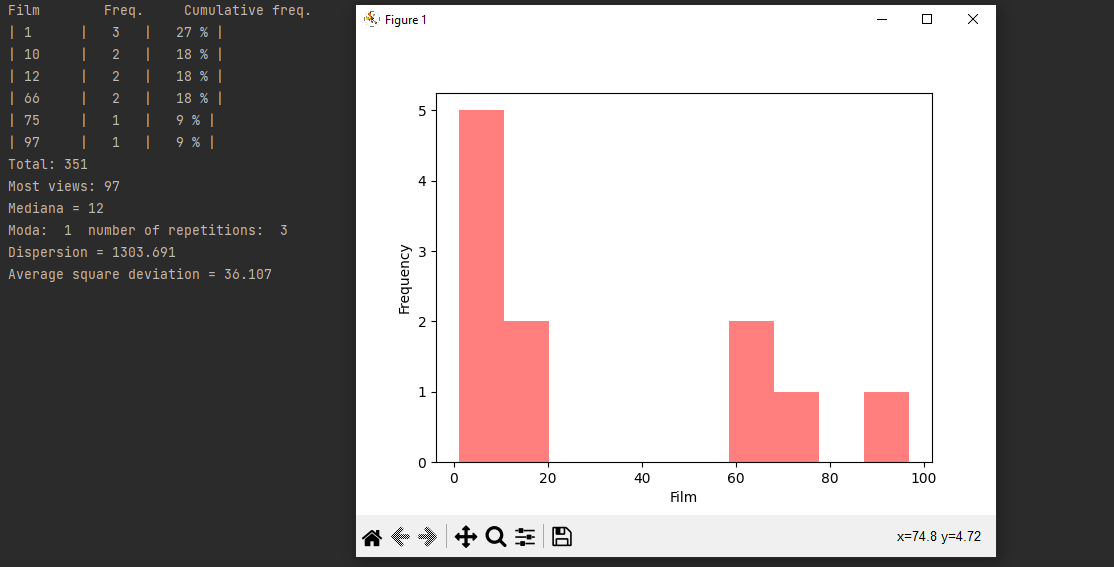 Film Freq. Cumulative freq.
| 1 | 3 | 27 % |
| 10 | 2 | 18 % |
| 12 | 2 | 18 % |
| 66 | 2 | 18 % |
| 75 | 1 | 9 % |
| 97 | 1 | 9 % |
Total: 351
Most views: 97
Mediana = 12
Moda: 1 number of repetitions: 3
Dispersion = 1303.691
Average square deviation = 36.107
Figure 1
5
4
3
2
1
0
Frequency
0 20 40 60 80 100
Film
x=74.8 y=4.72